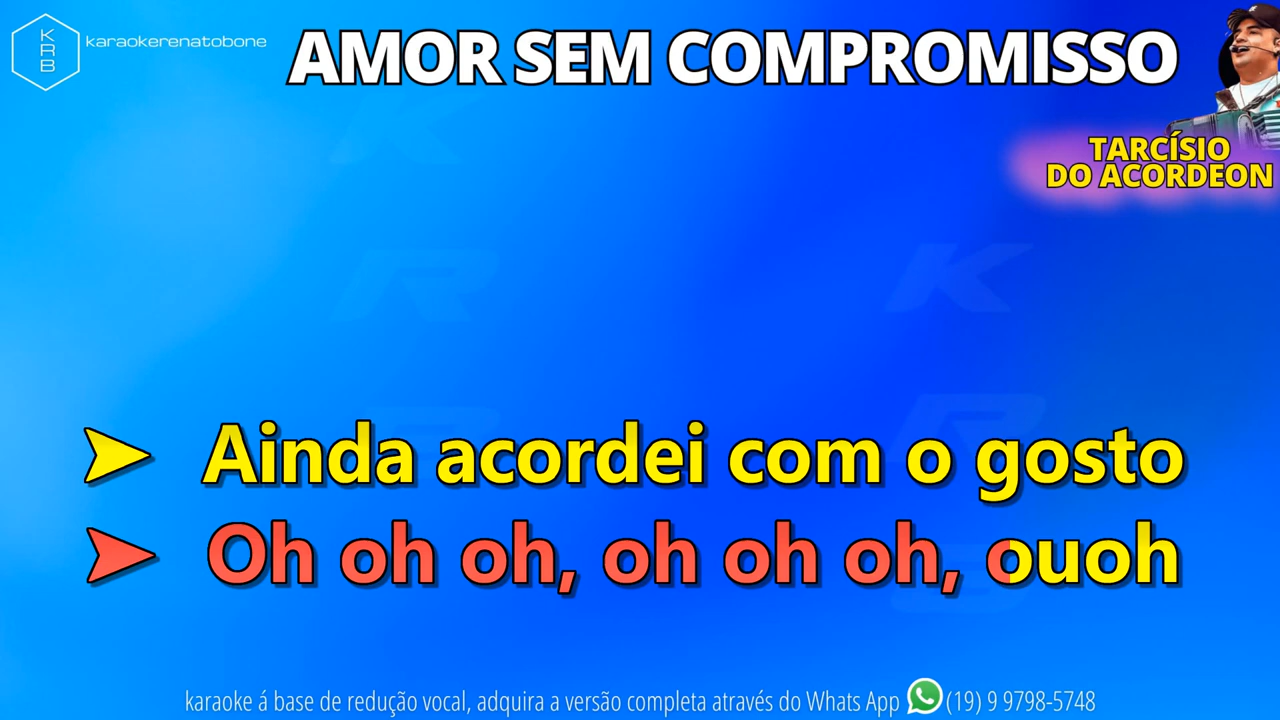 KRB
karaokerenatobone
AMOR SEM COMPROMISSO
TARCÍSIO
DO ACORDEON
K
R
K
R
B
Ainda acordei com o gosto
Oh oh oh, oh oh oh, ouoh
karaoke á base de redução vocal, adquira a versão completa através do Whats App (19) 9 9798-5748